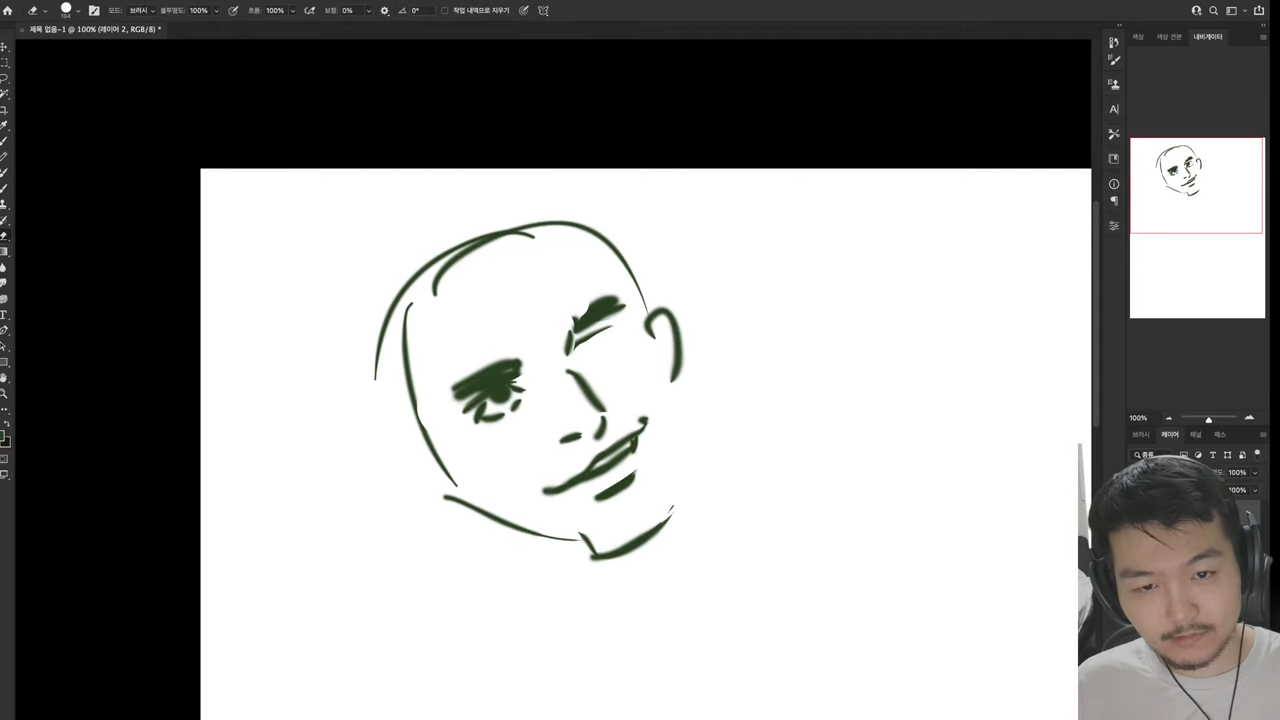 194 모드: 브러시 불투명도: 100% 흐름: 100% 보정: 0% 0° 작업 내역으로 지우기
× 제목 없음-1 @ 100% (레이어 2, RGB/8) *
색상 색상 견본 내비게이터
100%
브러시 레이어 채널 패스
종류
100%
100%